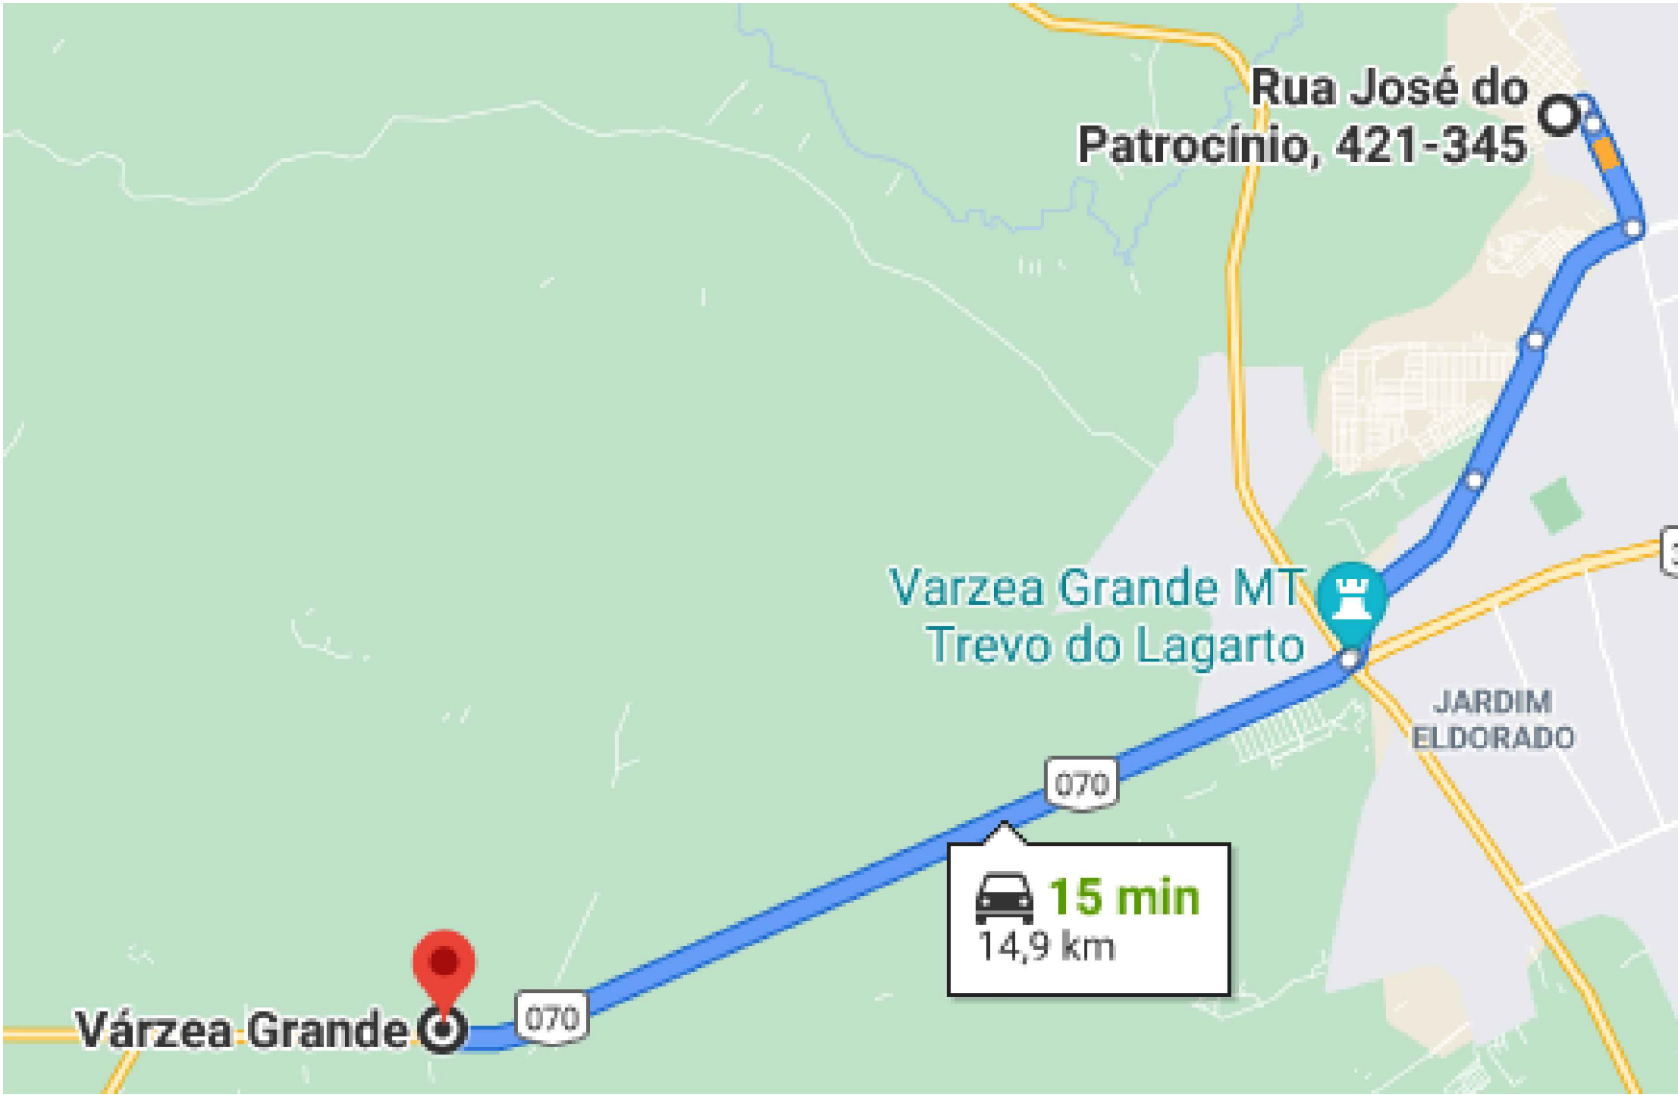 Rua José do
Patrocínio, 421-345
Varzea Grande MT
Trevo do Lagarto
JARDIM
ELDORADO
070
15 min
14,9 km
070
Várzea Grande